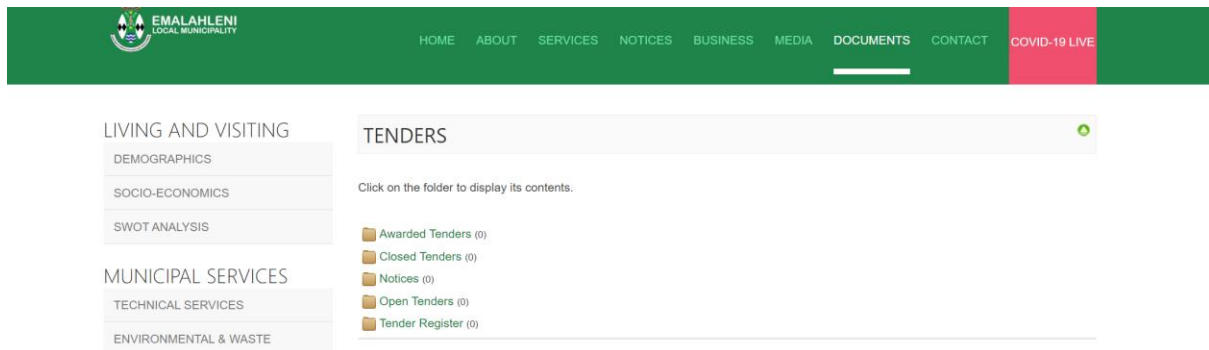 EMALAHLENI
LOCAL MUNICIPALITY
HOME ABOUT SERVICES NOTICES BUSINESS MEDIA DOCUMENTS CONTACT COVID-19 LIVE
LIVING AND VISITING
DEMOGRAPHICS
SOCIO-ECONOMICS
SWOT ANALYSIS
MUNICIPAL SERVICES
TECHNICAL SERVICES
ENVIRONMENTAL & WASTE
TENDERS
Click on the folder to display its contents.
Awarded Tenders (0)
Closed Tenders (0)
Notices (0)
Open Tenders (0)
Tender Register (0)